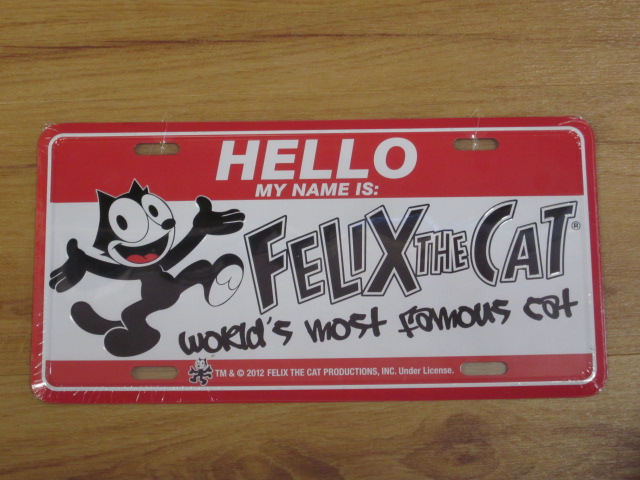 HELLO
MY NAME IS:
FELIX THE CAT®
world's most famous cat
TM & © 2012 FELIX THE CAT PRODUCTIONS, INC. Under License.